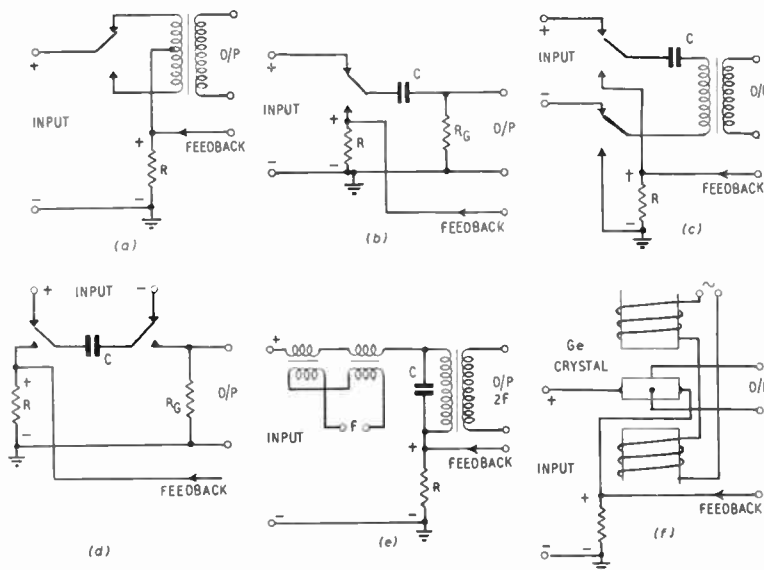 +
INPUT
O/P
+
FEEDBACK
R
−
−
(a)
+
C
INPUT
+
R
RG
O/P
−
−
FEEDBACK
(b)
+
C
INPUT
−
O/
+
FEEDBACK
R
−
(c)
+ INPUT −
C
+
R
−
RG
O/P
FEEDBACK
(d)
+
F
C
O/P
2F
INPUT
+
FEEDBACK
R
−
−
(e)
~
Ge
CRYSTAL
+
O/
INPUT
+
FEEDBACK
−
−
(f)